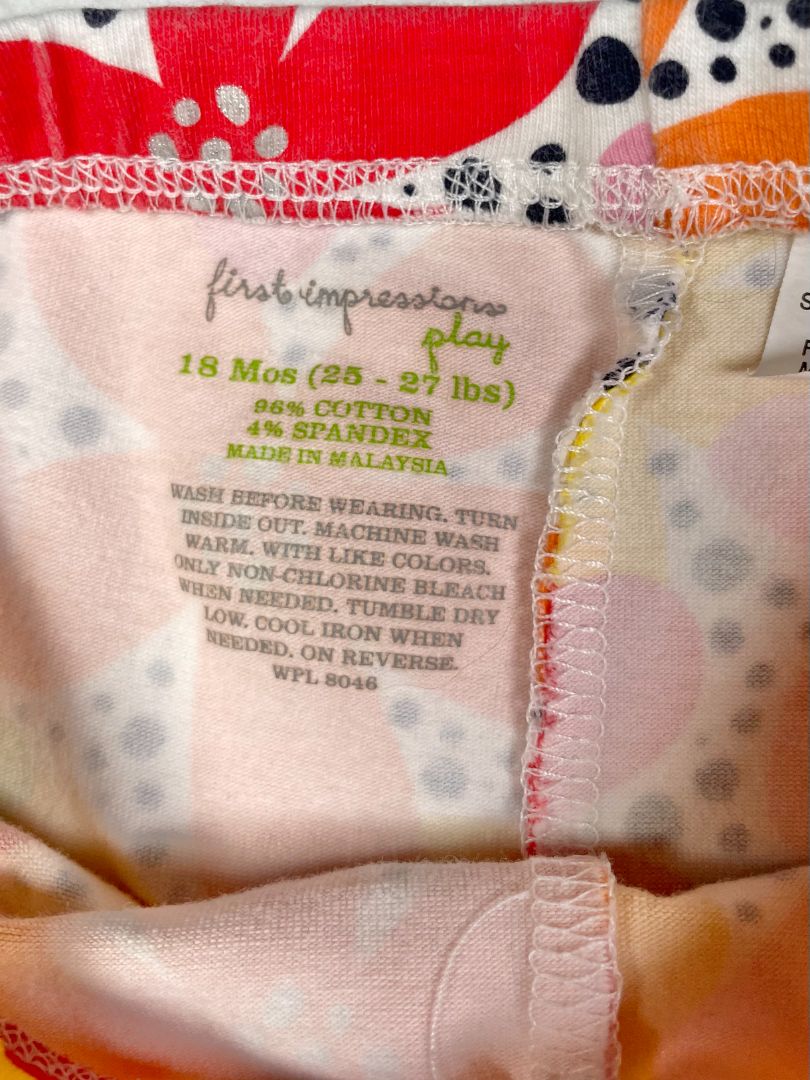 first impressions
play
18 Mos (25 - 27 lbs)
96% COTTON
4% SPANDEX
MADE IN MALAYSIA
WASH BEFORE WEARING. TURN
INSIDE OUT. MACHINE WASH
WARM. WITH LIKE COLORS.
ONLY NON-CHLORINE BLEACH
WHEN NEEDED. TUMBLE DRY
LOW. COOL IRON WHEN
NEEDED. ON REVERSE.
WPL 8046